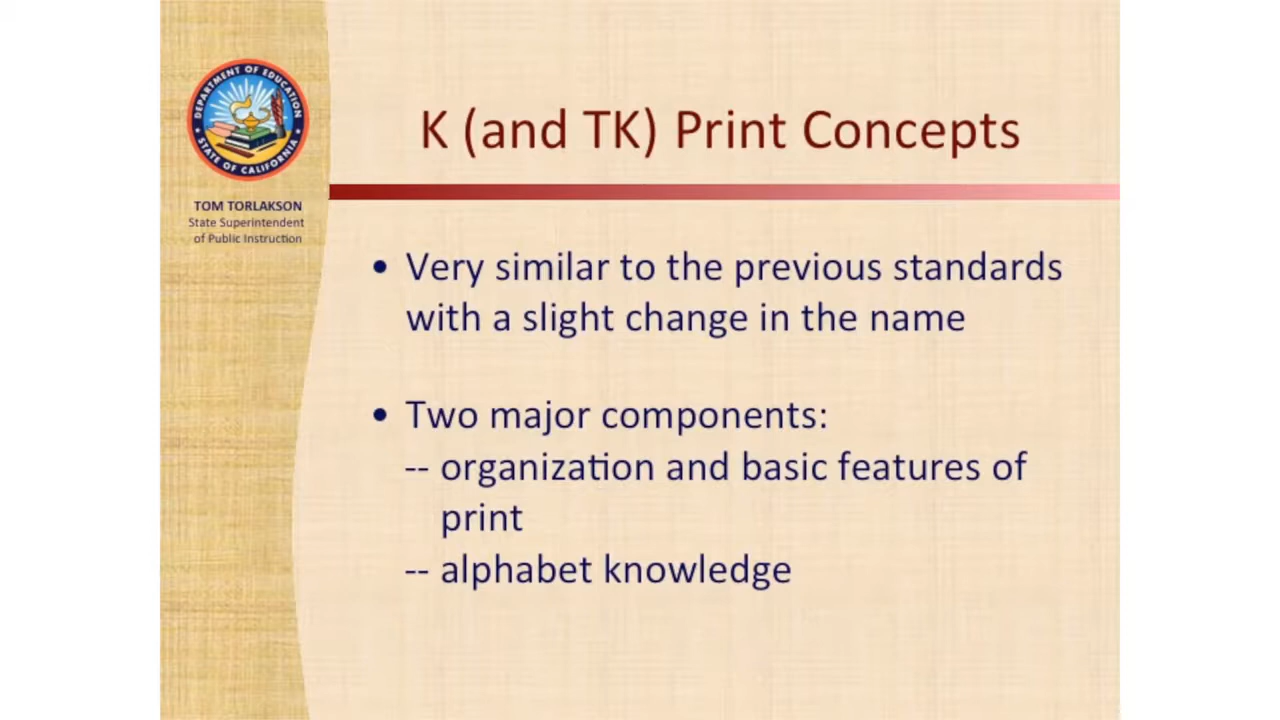 DEPARTMENT OF EDUCATION
STATE OF CALIFORNIA
TOM TORLAKSON
State Superintendent
of Public Instruction
K (and TK) Print Concepts
• Very similar to the previous standards
with a slight change in the name
• Two major components:
-- organization and basic features of
print
-- alphabet knowledge